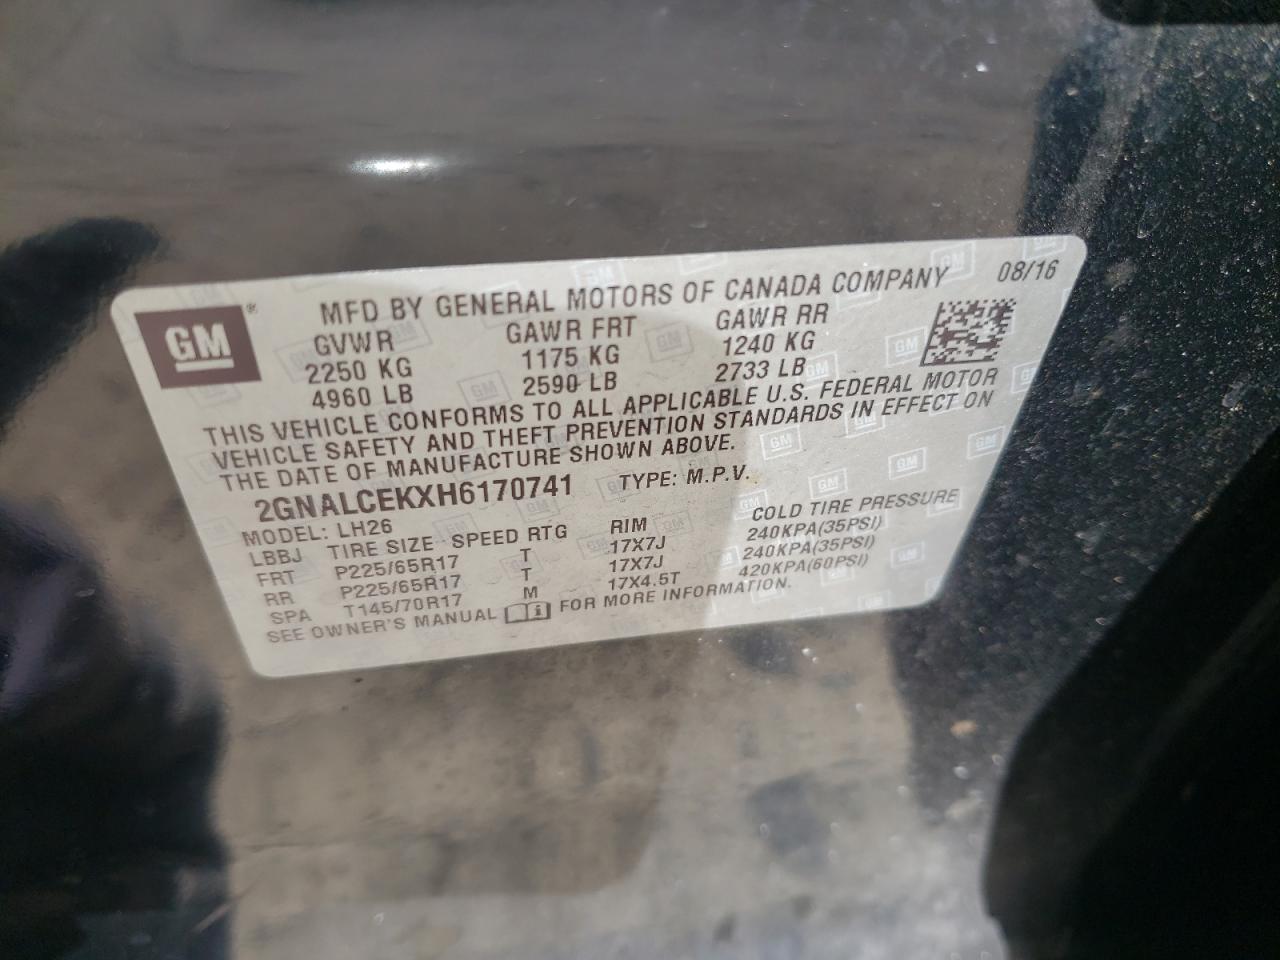 GM ®
MFD BY GENERAL MOTORS OF CANADA COMPANY 08/16
GVWR GAWR FRT GAWR RR
2250 KG 1175 KG 1240 KG
4960 LB 2590 LB 2733 LB
THIS VEHICLE CONFORMS TO ALL APPLICABLE U.S. FEDERAL MOTOR
VEHICLE SAFETY AND THEFT PREVENTION STANDARDS IN EFFECT ON
THE DATE OF MANUFACTURE SHOWN ABOVE.
2GNALCEKXH6170741 TYPE: M.P.V.
MODEL: LH26
LBBJ TIRE SIZE SPEED RTG RIM COLD TIRE PRESSURE
FRT P225/65R17 T 17X7J 240KPA(35PSI)
RR P225/65R17 T 17X7J 240KPA(35PSI)
SPA T145/70R17 M 17X4.5T 420KPA(60PSI)
SEE OWNER'S MANUAL FOR MORE INFORMATION.